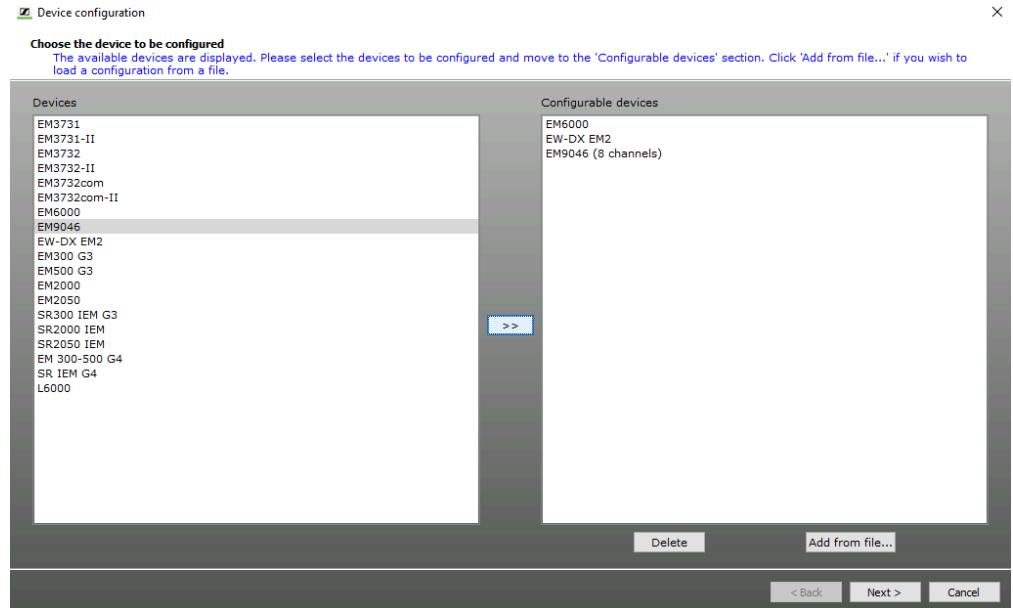 Device configuration
Choose the device to be configured
The available devices are displayed. Please select the devices to be configured and move to the 'Configurable devices' section. Click 'Add from file...' if you wish to
load a configuration from a file.
Devices
EM3731
EM3731-II
EM3732
EM3732-II
EM3732com
EM3732com-II
EM6000
EM9046
EW-DX EM2
EM300 G3
EM500 G3
EM2000
EM2050
SR300 IEM G3
SR2000 IEM
SR2050 IEM
EM 300-500 G4
SR IEM G4
L6000
>>
Configurable devices
EM6000
EW-DX EM2
EM9046 (8 channels)
Delete
Add from file...
< Back
Next >
Cancel